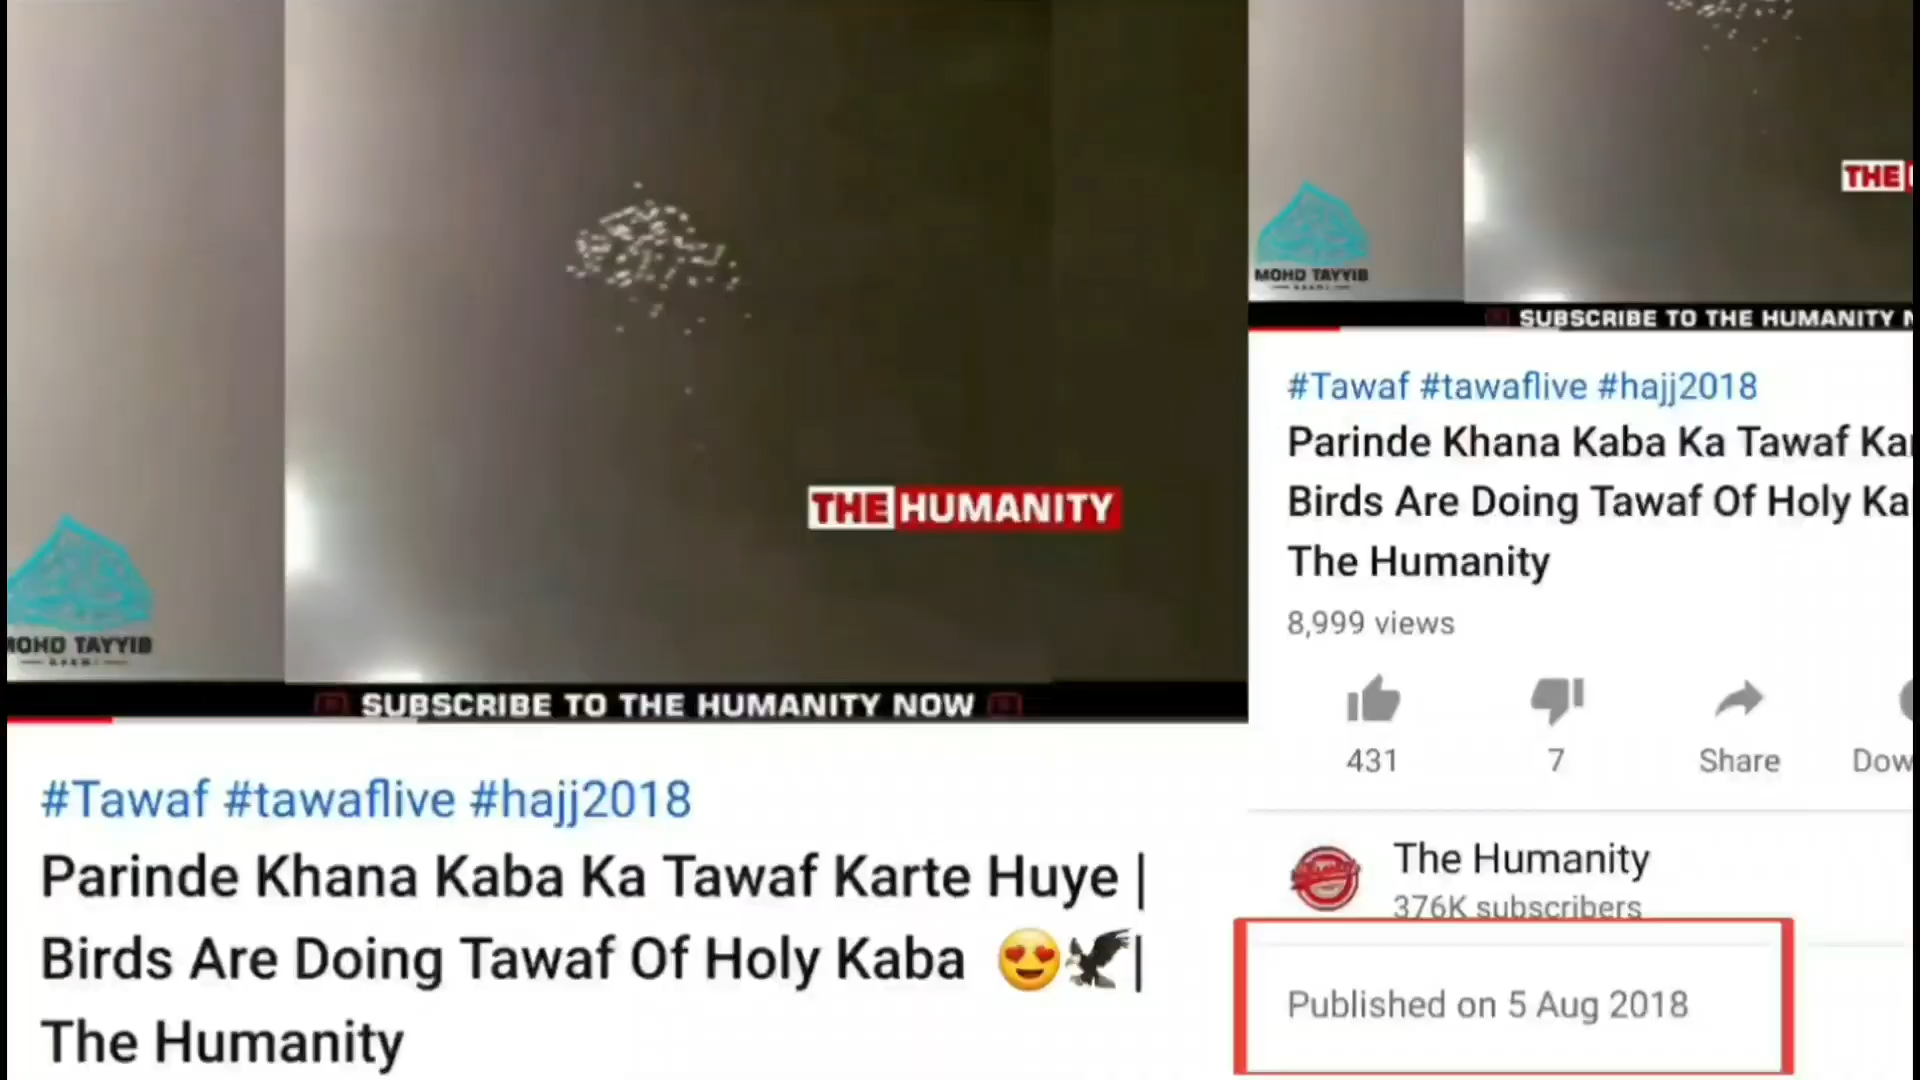 THE HUMANITY
MOHD TAYYIB
SUBSCRIBE TO THE HUMANITY NOW
#Tawaf #tawaflive #hajj2018
Parinde Khana Kaba Ka Tawaf Karte Huye |
Birds Are Doing Tawaf Of Holy Kaba 😍🦅|
The Humanity
THE
MOHD TAYYIB
SUBSCRIBE TO THE HUMANITY
#Tawaf #tawaflive #hajj2018
Parinde Khana Kaba Ka Tawaf Ka
Birds Are Doing Tawaf Of Holy Ka
The Humanity
8,999 views
431 7 Share Dow
The Humanity
376K subscribers
Published on 5 Aug 2018